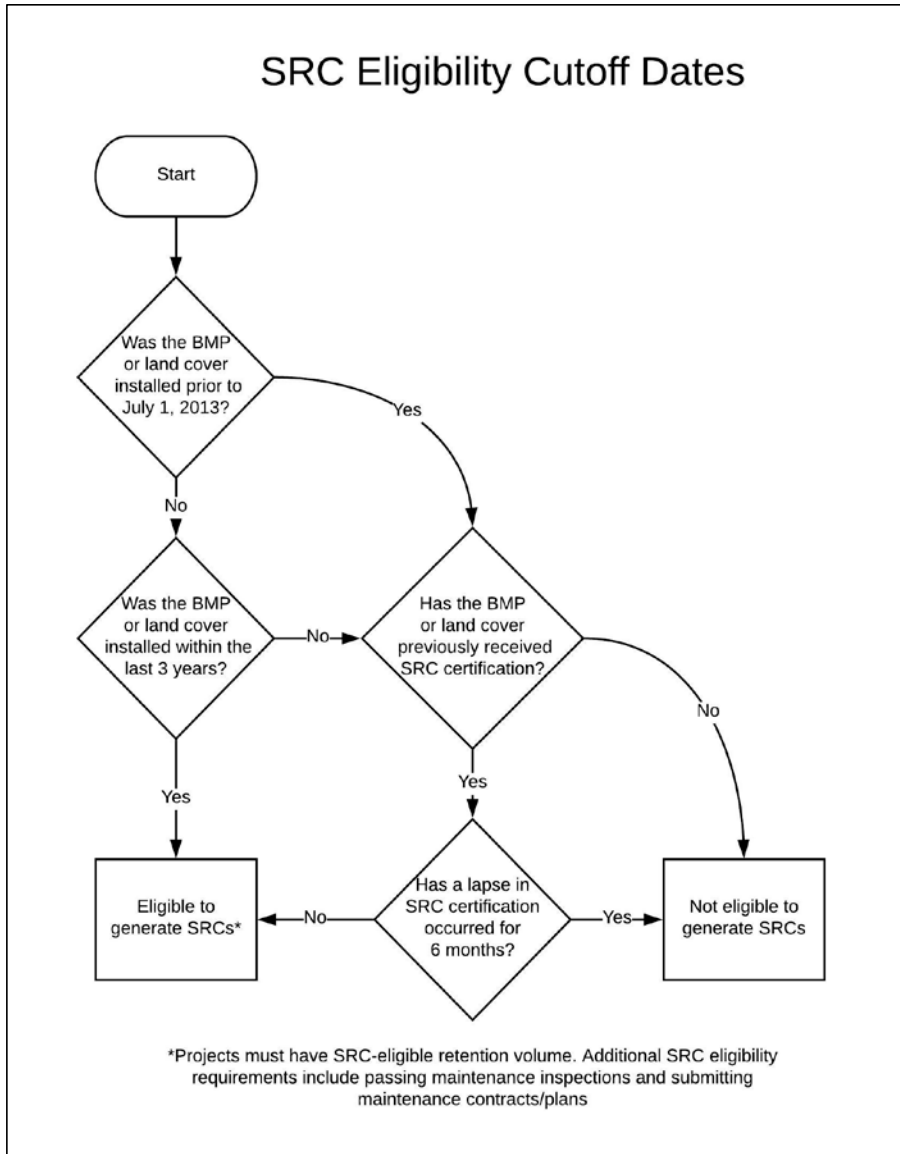 SRC Eligibility Cutoff Dates
Start
Was the BMP
or land cover
installed prior to
July 1, 2013?
Yes
No
Was the BMP
or land cover
installed within the
last 3 years?
No
Has the BMP
or land cover
previously received
SRC certification?
No
Yes
Yes
Eligible to
generate SRCs*
No
Has a lapse in
SRC certification
occurred for
6 months?
Yes
Not eligible to
generate SRCs
*Projects must have SRC-eligible retention volume. Additional SRC eligibility
requirements include passing maintenance inspections and submitting
maintenance contracts/plans